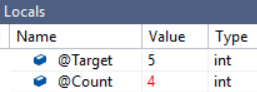 Locals
Name Value Type
@Target 5 int
@Count 4 int